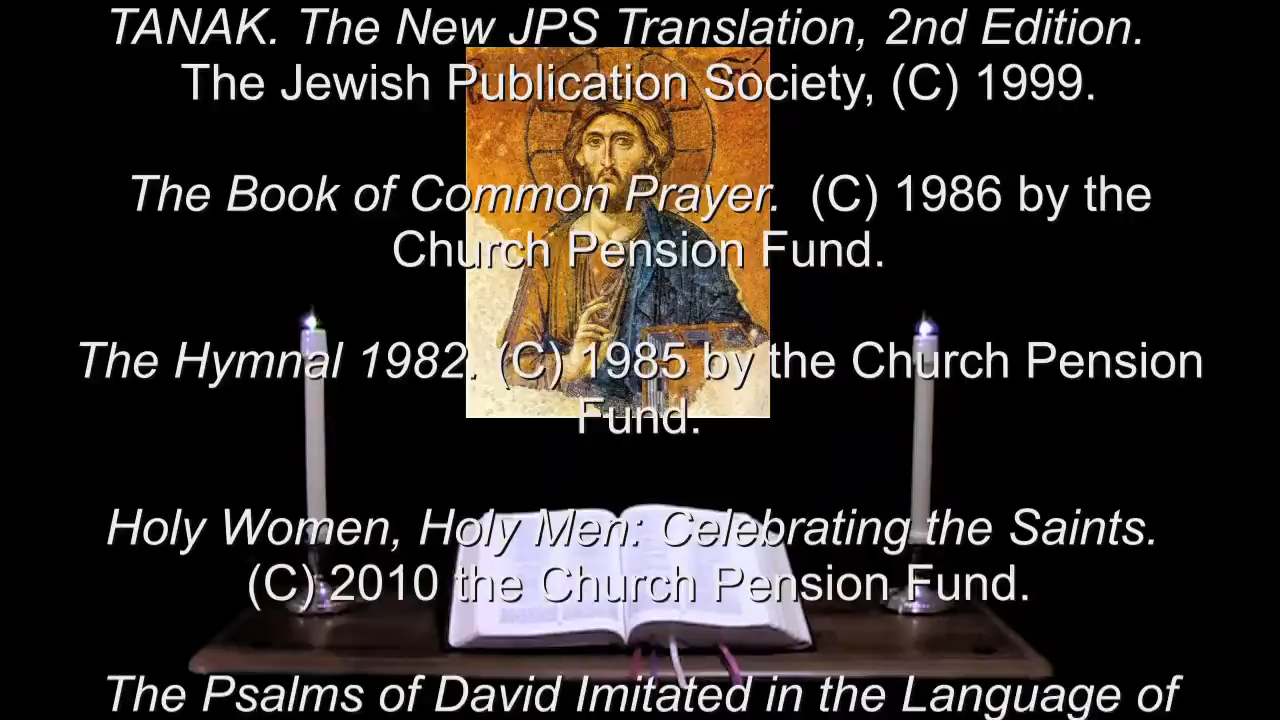 TANAK. The New JPS Translation, 2nd Edition.
The Jewish Publication Society, (C) 1999.
The Book of Common Prayer. (C) 1986 by the
Church Pension Fund.
The Hymnal 1982. (C) 1985 by the Church Pension
Fund.
Holy Women, Holy Men: Celebrating the Saints.
(C) 2010 the Church Pension Fund.
The Psalms of David Imitated in the Language of